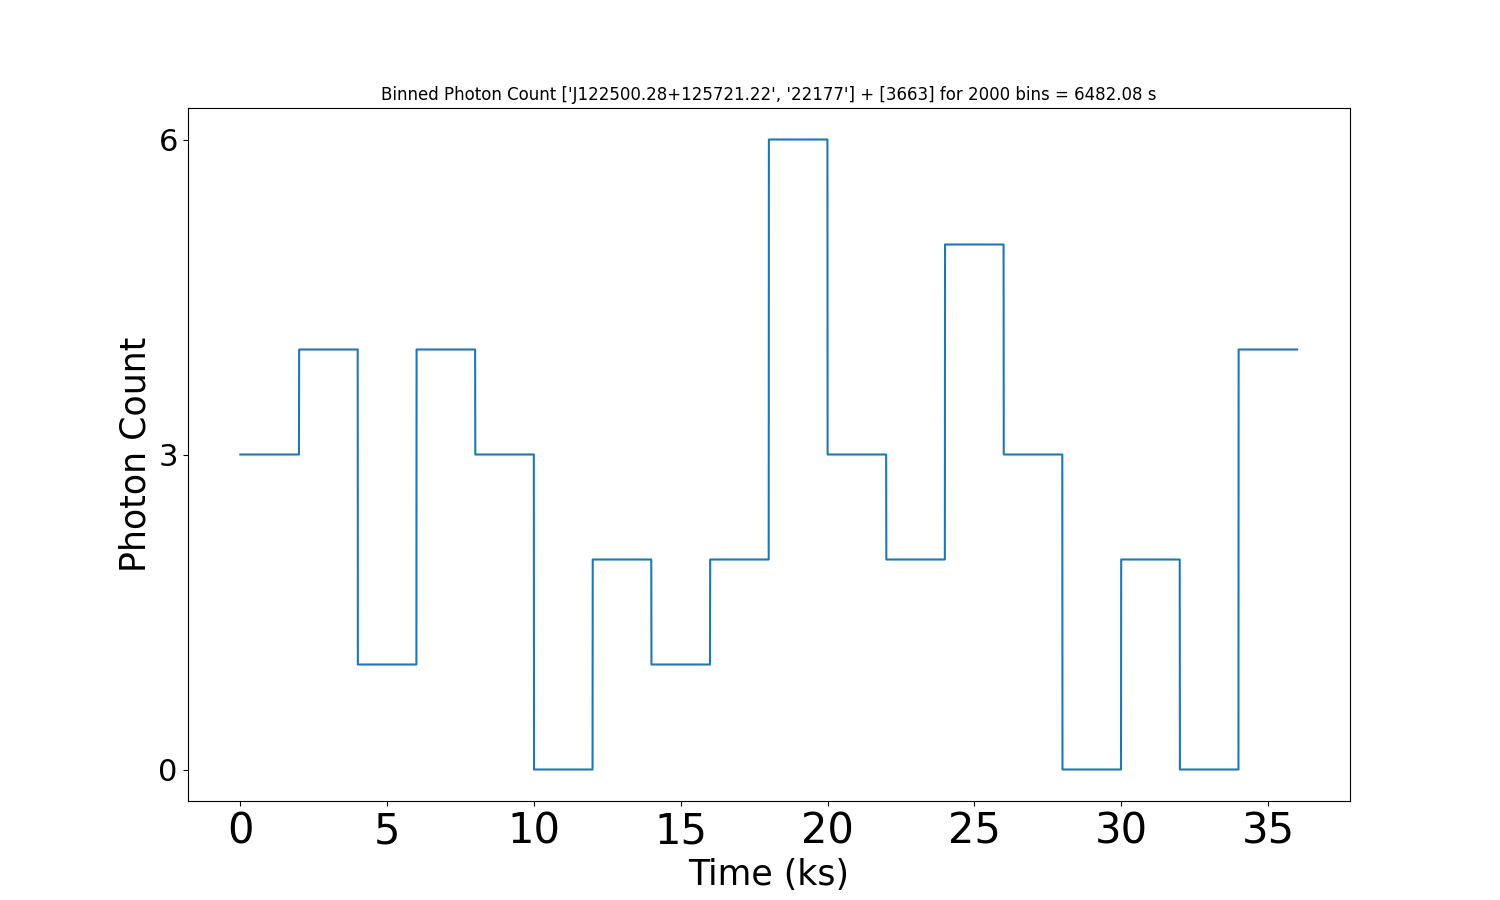 Binned Photon Count ['J122500.28+125721.22', '22177'] + [3663] for 2000 bins = 6482.08 s
6
3
0
Photon Count
0 5 10 15 20 25 30 35
Time (ks)